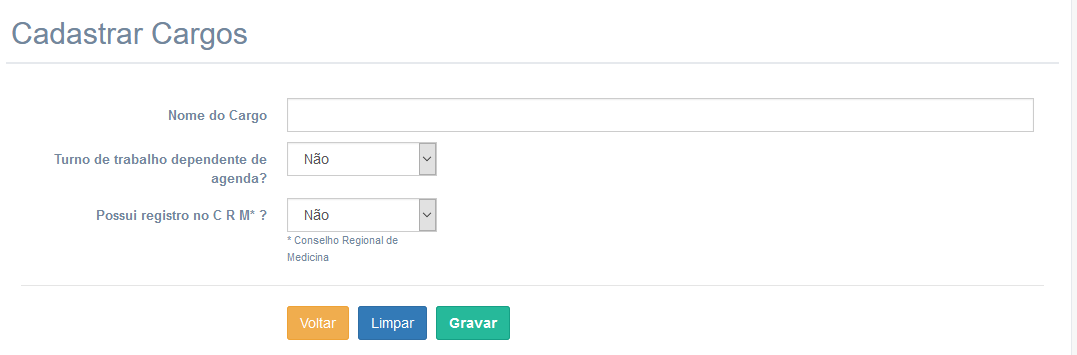 Cadastrar Cargos
Nome do Cargo
Turno de trabalho dependente de
agenda?
Não
Possui registro no C R M* ?
Não
* Conselho Regional de
Medicina
Voltar
Limpar
Gravar